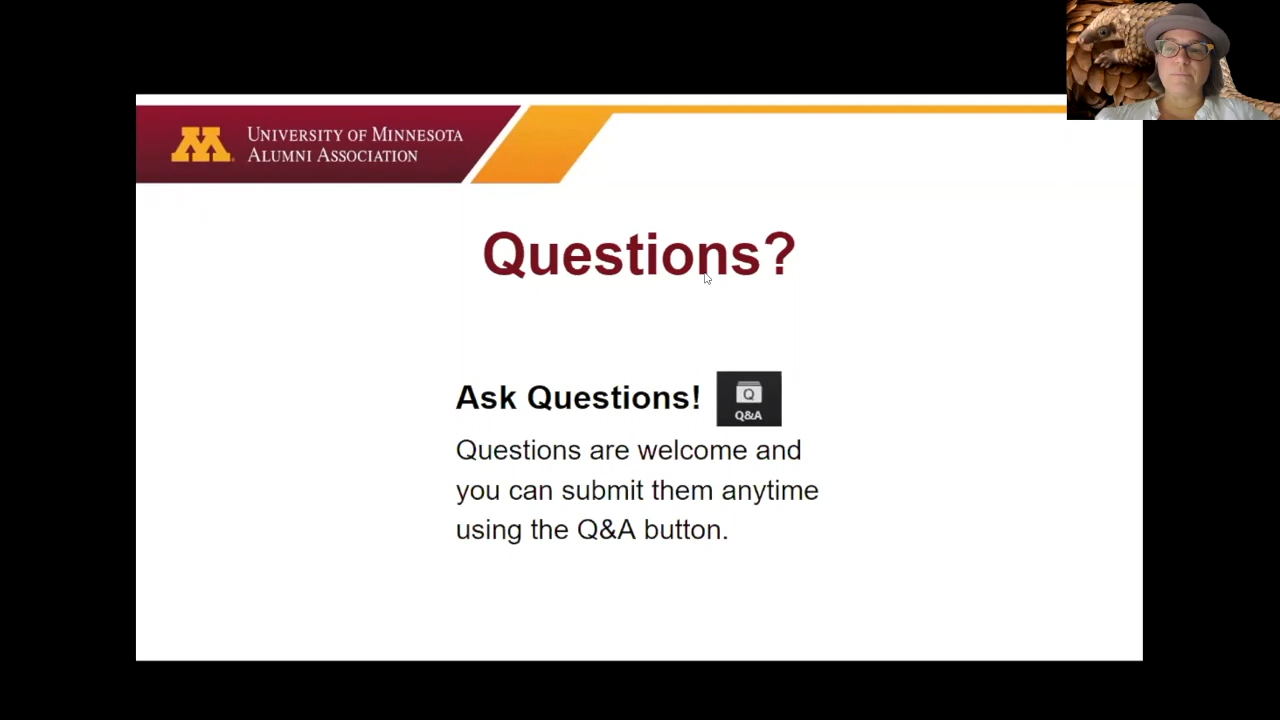 UNIVERSITY OF MINNESOTA
ALUMNI ASSOCIATION
Questions?
Ask Questions!
Q
Q&A
Questions are welcome and
you can submit them anytime
using the Q&A button.